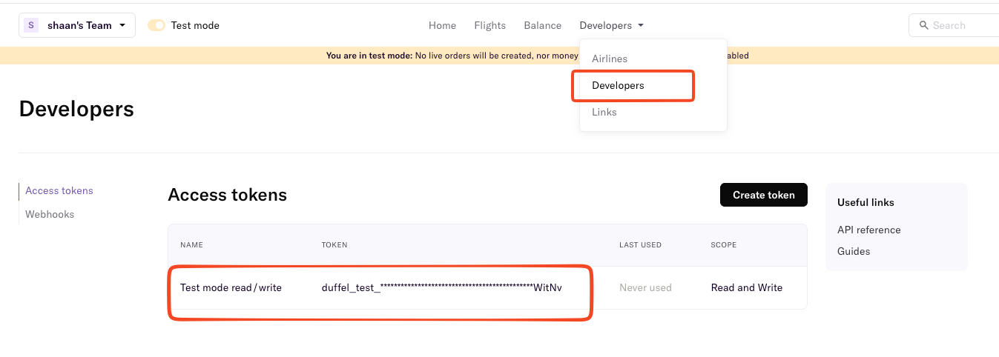 S shaan's Team Test mode Home Flights Balance Developers Search
You are in test mode: No live orders will be created, nor money abled
Airlines
Developers
Links
Developers
Access tokens
Webhooks
Access tokens
Create token
NAME TOKEN LAST USED SCOPE
Test mode read/write duffel_test_********************************************WitNv Never used Read and Write
Useful links
API reference
Guides